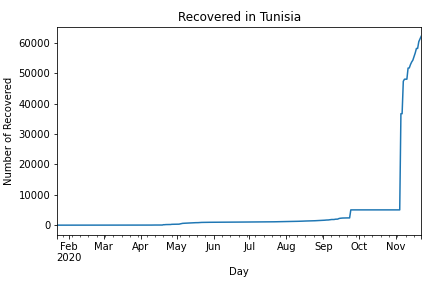 Recovered in Tunisia
Number of Recovered
60000
50000
40000
30000
20000
10000
0
Feb Mar Apr May Jun Jul Aug Sep Oct Nov
2020
Day